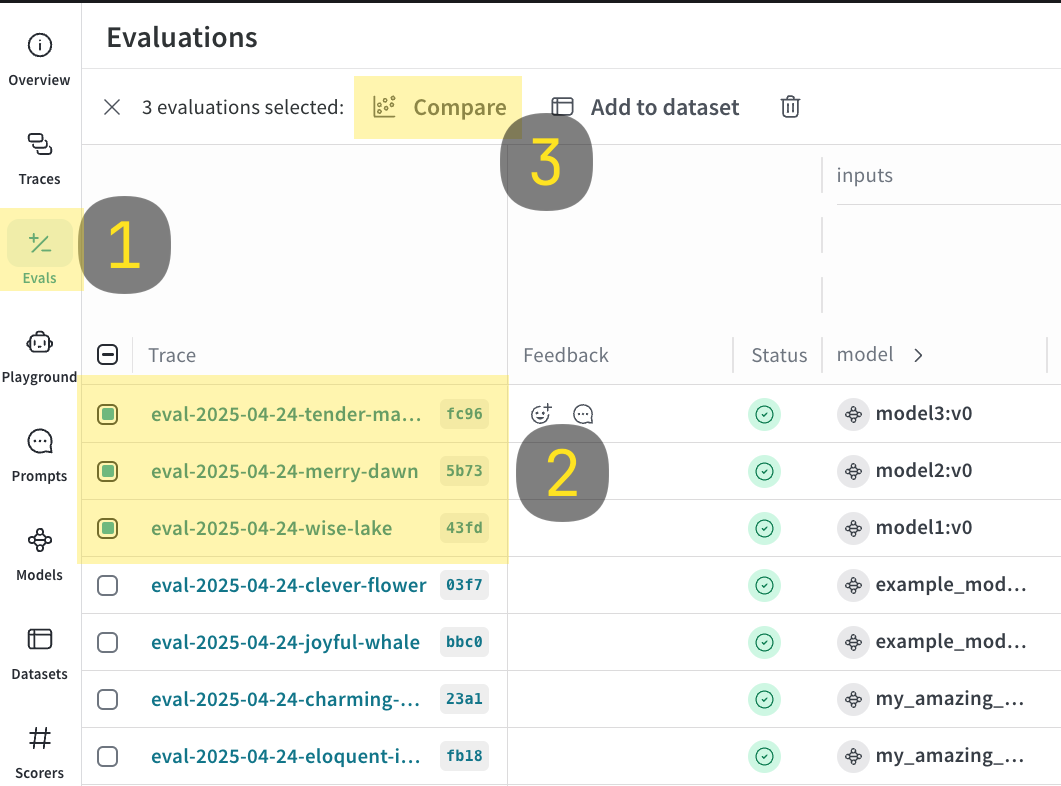 Evaluations
Overview
3 evaluations selected: Compare Add to dataset
3
Traces
inputs
1
Evals
Trace Feedback Status model
Playground
eval-2025-04-24-tender-ma... fc96 model3:v0
2
eval-2025-04-24-merry-dawn 5b73 model2:v0
Prompts
eval-2025-04-24-wise-lake 43fd model1:v0
Models
eval-2025-04-24-clever-flower 03f7 example_mod...
eval-2025-04-24-joyful-whale bbc0 example_mod...
Datasets
eval-2025-04-24-charming-... 23a1 my_amazing_...
eval-2025-04-24-eloquent-i... fb18 my_amazing_...
Scorers